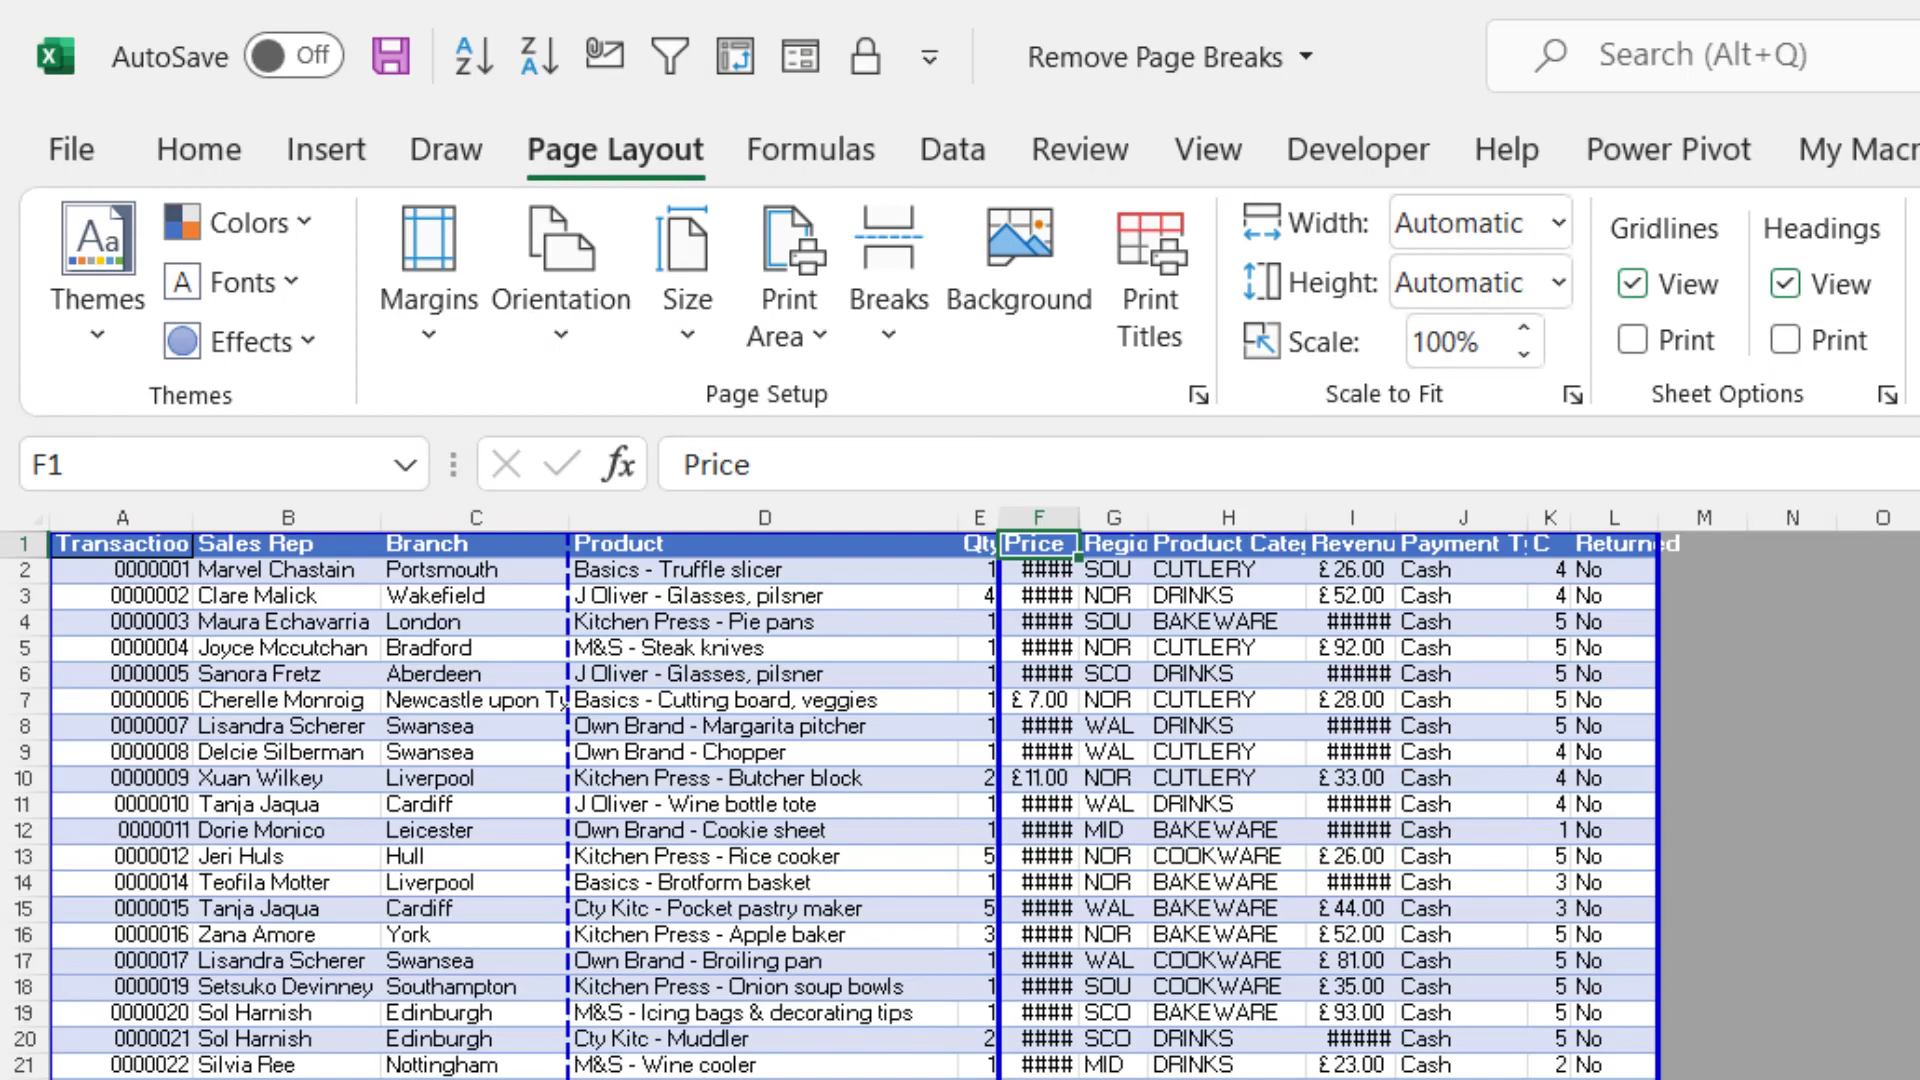 AutoSave Off Remove Page Breaks Search (Alt+Q)
File Home Insert Draw Page Layout Formulas Data Review View Developer Help Power Pivot My Macr
Themes Colors Fonts Effects Margins Orientation Size Print Area Breaks Background Print Titles Width: Automatic Height: Automatic Scale: 100% Gridlines View Print Headings View Print
Themes Page Setup Scale to Fit Sheet Options
F1 fx Price
A B C D E F G H I J K L M N O
1 Transactioo Sales Rep Branch Product Qty Price Regio Product Cate Revenu Payment T C Returned
2 0000001 Marvel Chastain Portsmouth Basics - Truffle slicer 1 #### SOU CUTLERY £ 26.00 Cash 4 No
3 0000002 Clare Malick Wakefield J Oliver - Glasses, pilsner 4 #### NOR DRINKS £ 52.00 Cash 4 No
4 0000003 Maura Echavarria London Kitchen Press - Pie pans 1 #### SOU BAKEWARE ##### Cash 5 No
5 0000004 Joyce Mccutchan Bradford M&S - Steak knives 1 #### NOR CUTLERY £ 92.00 Cash 5 No
6 0000005 Sanora Fretz Aberdeen J Oliver - Glasses, pilsner 1 #### SCO DRINKS ##### Cash 5 No
7 0000006 Cherelle Monroig Newcastle upon Ty Basics - Cutting board, veggies 1 £ 7.00 NOR CUTLERY £ 28.00 Cash 5 No
8 0000007 Lisandra Scherer Swansea Own Brand - Margarita pitcher 1 #### WAL DRINKS ##### Cash 5 No
9 0000008 Delcie Silberman Swansea Own Brand - Chopper 1 #### WAL CUTLERY ##### Cash 4 No
10 0000009 Xuan Wilkey Liverpool Kitchen Press - Butcher block 2 £ 11.00 NOR CUTLERY £ 33.00 Cash 4 No
11 0000010 Tanja Jaqua Cardiff J Oliver - Wine bottle tote 1 #### WAL DRINKS ##### Cash 4 No
12 0000011 Dorie Monico Leicester Own Brand - Cookie sheet 1 #### MID BAKEWARE ##### Cash 1 No
13 0000012 Jeri Huls Hull Kitchen Press - Rice cooker 5 #### NOR COOKWARE £ 26.00 Cash 5 No
14 0000014 Teofila Motter Liverpool Basics - Brotform basket 1 #### NOR BAKEWARE ##### Cash 3 No
15 0000015 Tanja Jaqua Cardiff Cty Kitc - Pocket pastry maker 5 #### WAL BAKEWARE £ 44.00 Cash 3 No
16 0000016 Zana Amore York Kitchen Press - Apple baker 3 #### NOR BAKEWARE £ 52.00 Cash 5 No
17 0000017 Lisandra Scherer Swansea Own Brand - Broiling pan 1 #### WAL COOKWARE £ 81.00 Cash 5 No
18 0000019 Setsuko Devinney Southampton Kitchen Press - Onion soup bowls 1 #### SOU COOKWARE £ 35.00 Cash 5 No
19 0000020 Sol Harnish Edinburgh M&S - Icing bags & decorating tips 1 #### SCO BAKEWARE £ 93.00 Cash 5 No
20 0000021 Sol Harnish Edinburgh Cty Kitc - Muddler 2 #### SCO DRINKS ##### Cash 5 No
21 0000022 Silvia Ree Nottingham M&S - Wine cooler 1 #### MID DRINKS £ 23.00 Cash 2 No